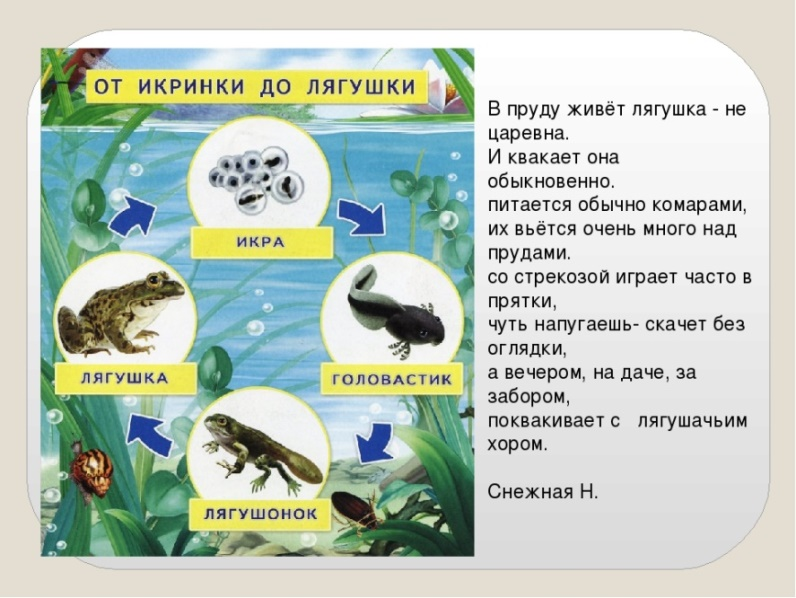 ОТ ИКРИНКИ ДО ЛЯГУШКИ
ИКРА
ЛЯГУШКА
ГОЛОВАСТИК
ЛЯГУШОНОК
В пруду живёт лягушка - не
царевна.
И квакает она
обыкновенно.
питается обычно комарами,
их вьётся очень много над
прудами.
со стрекозой играет часто в
прятки,
чуть напугаешь- скачет без
оглядки,
а вечером, на даче, за
забором,
поквакивает с лягушачьим
хором.
Снежная Н.